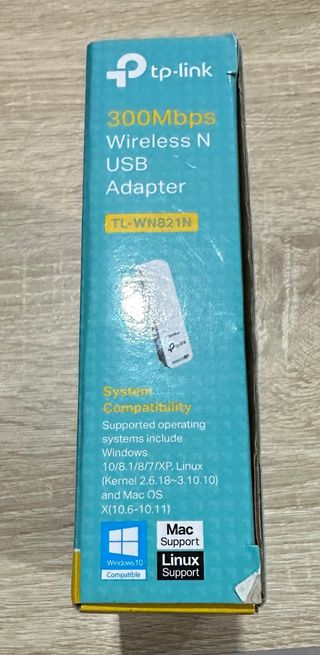 tp-link
300Mbps
Wireless N
USB
Adapter
TL-WN821N
tp-link
System
Compatibility
Supported operating
systems include
Windows
10/8.1/8/7/XP, Linux
(Kernel 2.6.18~3.10.10)
and Mac OS
X(10.6-10.11)
Windows 10
Compatible
Mac
Support
Linux
Support